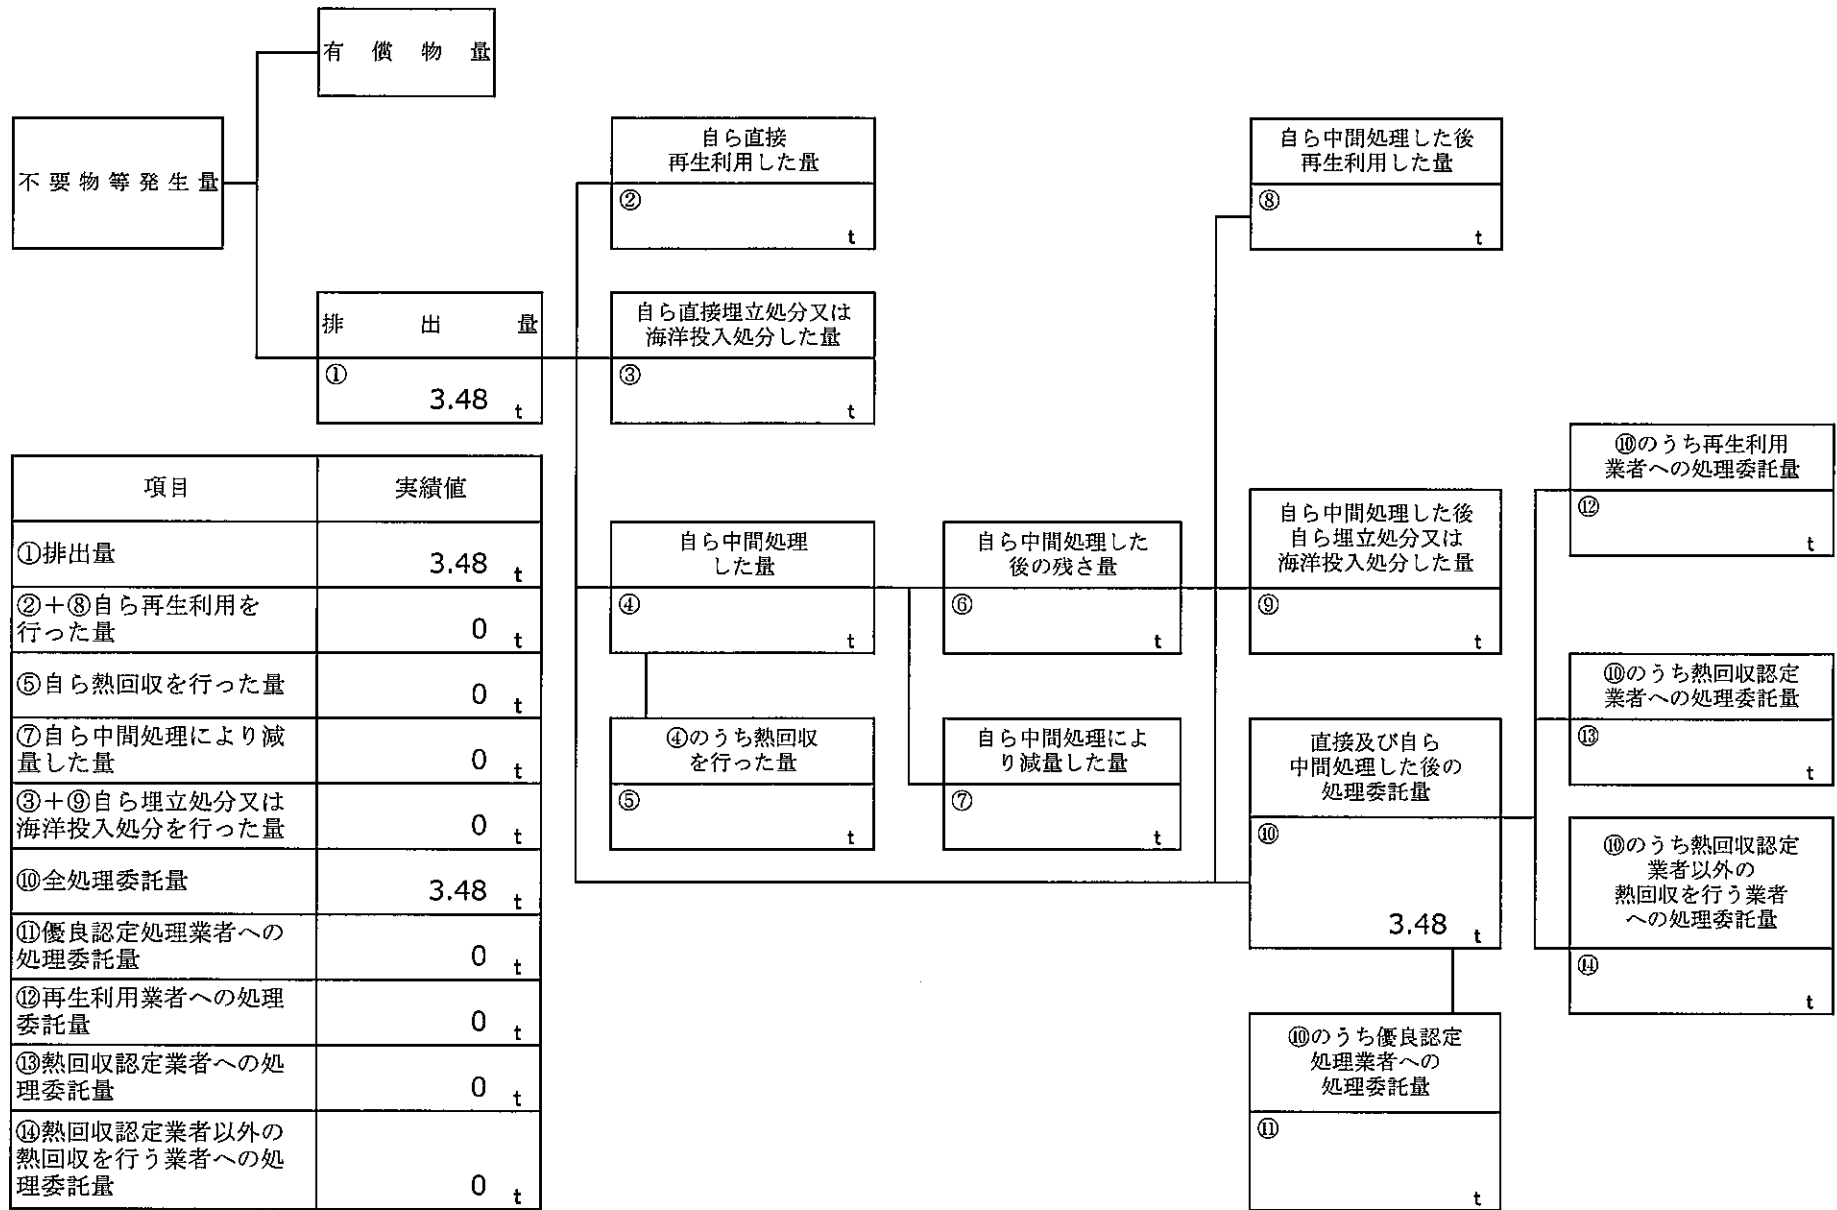 有償物量
不要物等発生量
排出量
①
3.48 t
自ら直接
再生利用した量
②
t
自ら直接埋立処分又は
海洋投入処分した量
③
t
自ら中間処理
した量
④
t
④のうち熱回収
を行った量
⑤
t
自ら中間処理した
後の残さ量
⑥
t
自ら中間処理によ
り減量した量
⑦
t
自ら中間処理した後
再生利用した量
⑧
t
自ら中間処理した後
自ら埋立処分又は
海洋投入処分した量
⑨
t
直接及び自ら
中間処理した後の
処理委託量
⑩
3.48 t
⑩のうち優良認定
処理業者への
処理委託量
⑪
t
⑩のうち再生利用
業者への処理委託量
⑫
t
⑩のうち熱回収認定
業者への処理委託量
⑬
t
⑩のうち熱回収認定
業者以外の
熱回収を行う業者
への処理委託量
⑭
t
項目 実績値
①排出量 3.48 t
②+⑧自ら再生利用を
行った量 0 t
⑤自ら熱回収を行った量 0 t
⑦自ら中間処理により減
量した量 0 t
③+⑨自ら埋立処分又は
海洋投入処分を行った量 0 t
⑩全処理委託量 3.48 t
⑪優良認定処理業者への
処理委託量 0 t
⑫再生利用業者への処理
委託量 0 t
⑬熱回収認定業者への処
理委託量 0 t
⑭熱回収認定業者以外の
熱回収を行う業者への処
理委託量 0 t